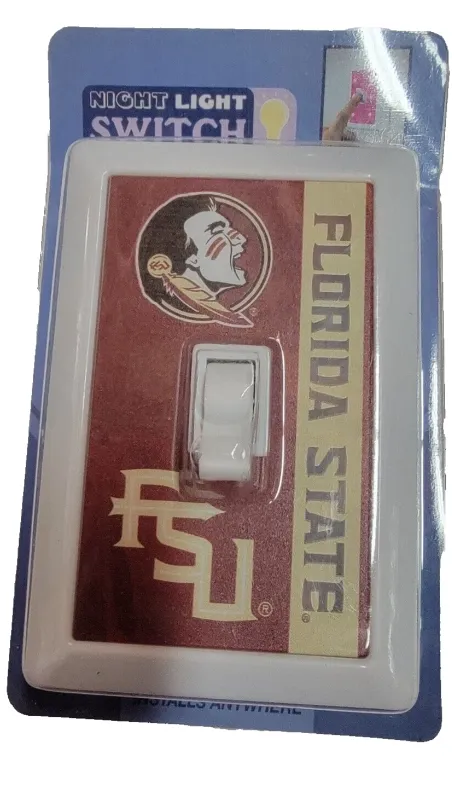 NIGHT LIGHT
SWITCH
FLORIDA STATE®
®
FSU®
INSTALLS ANYWHERE